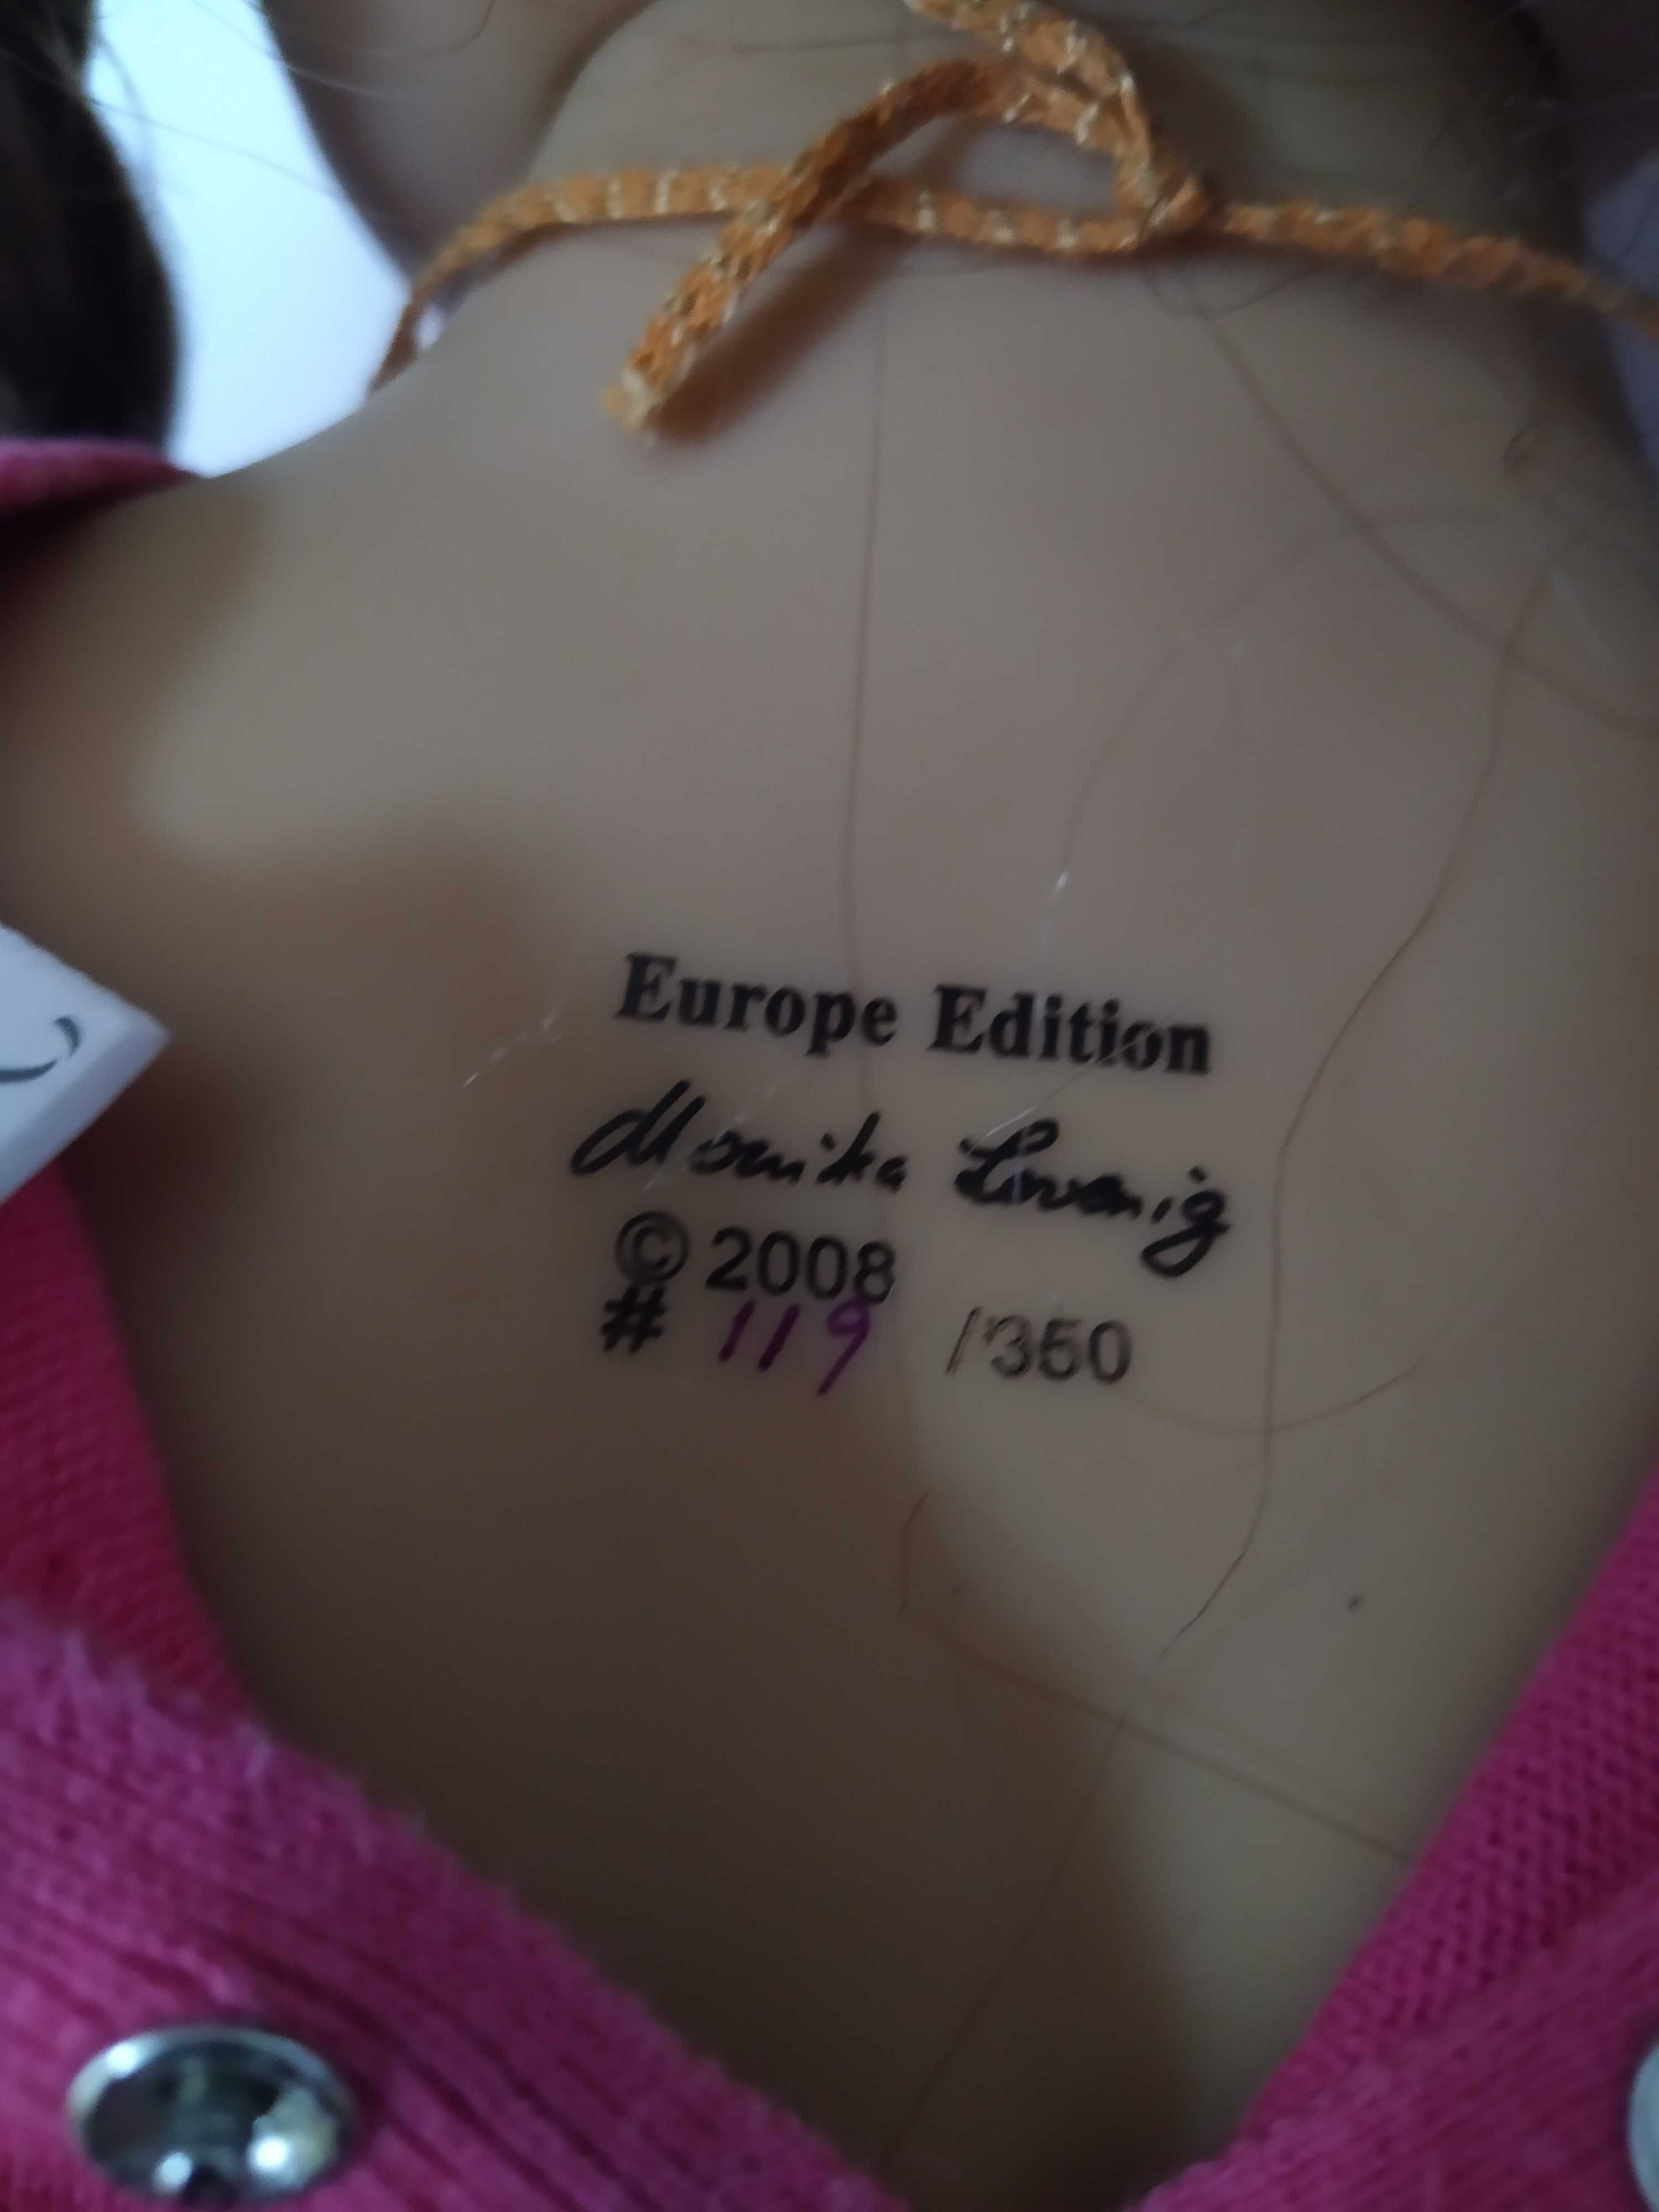 Europe Edition
Monika Levenig
© 2008
# 119 /350